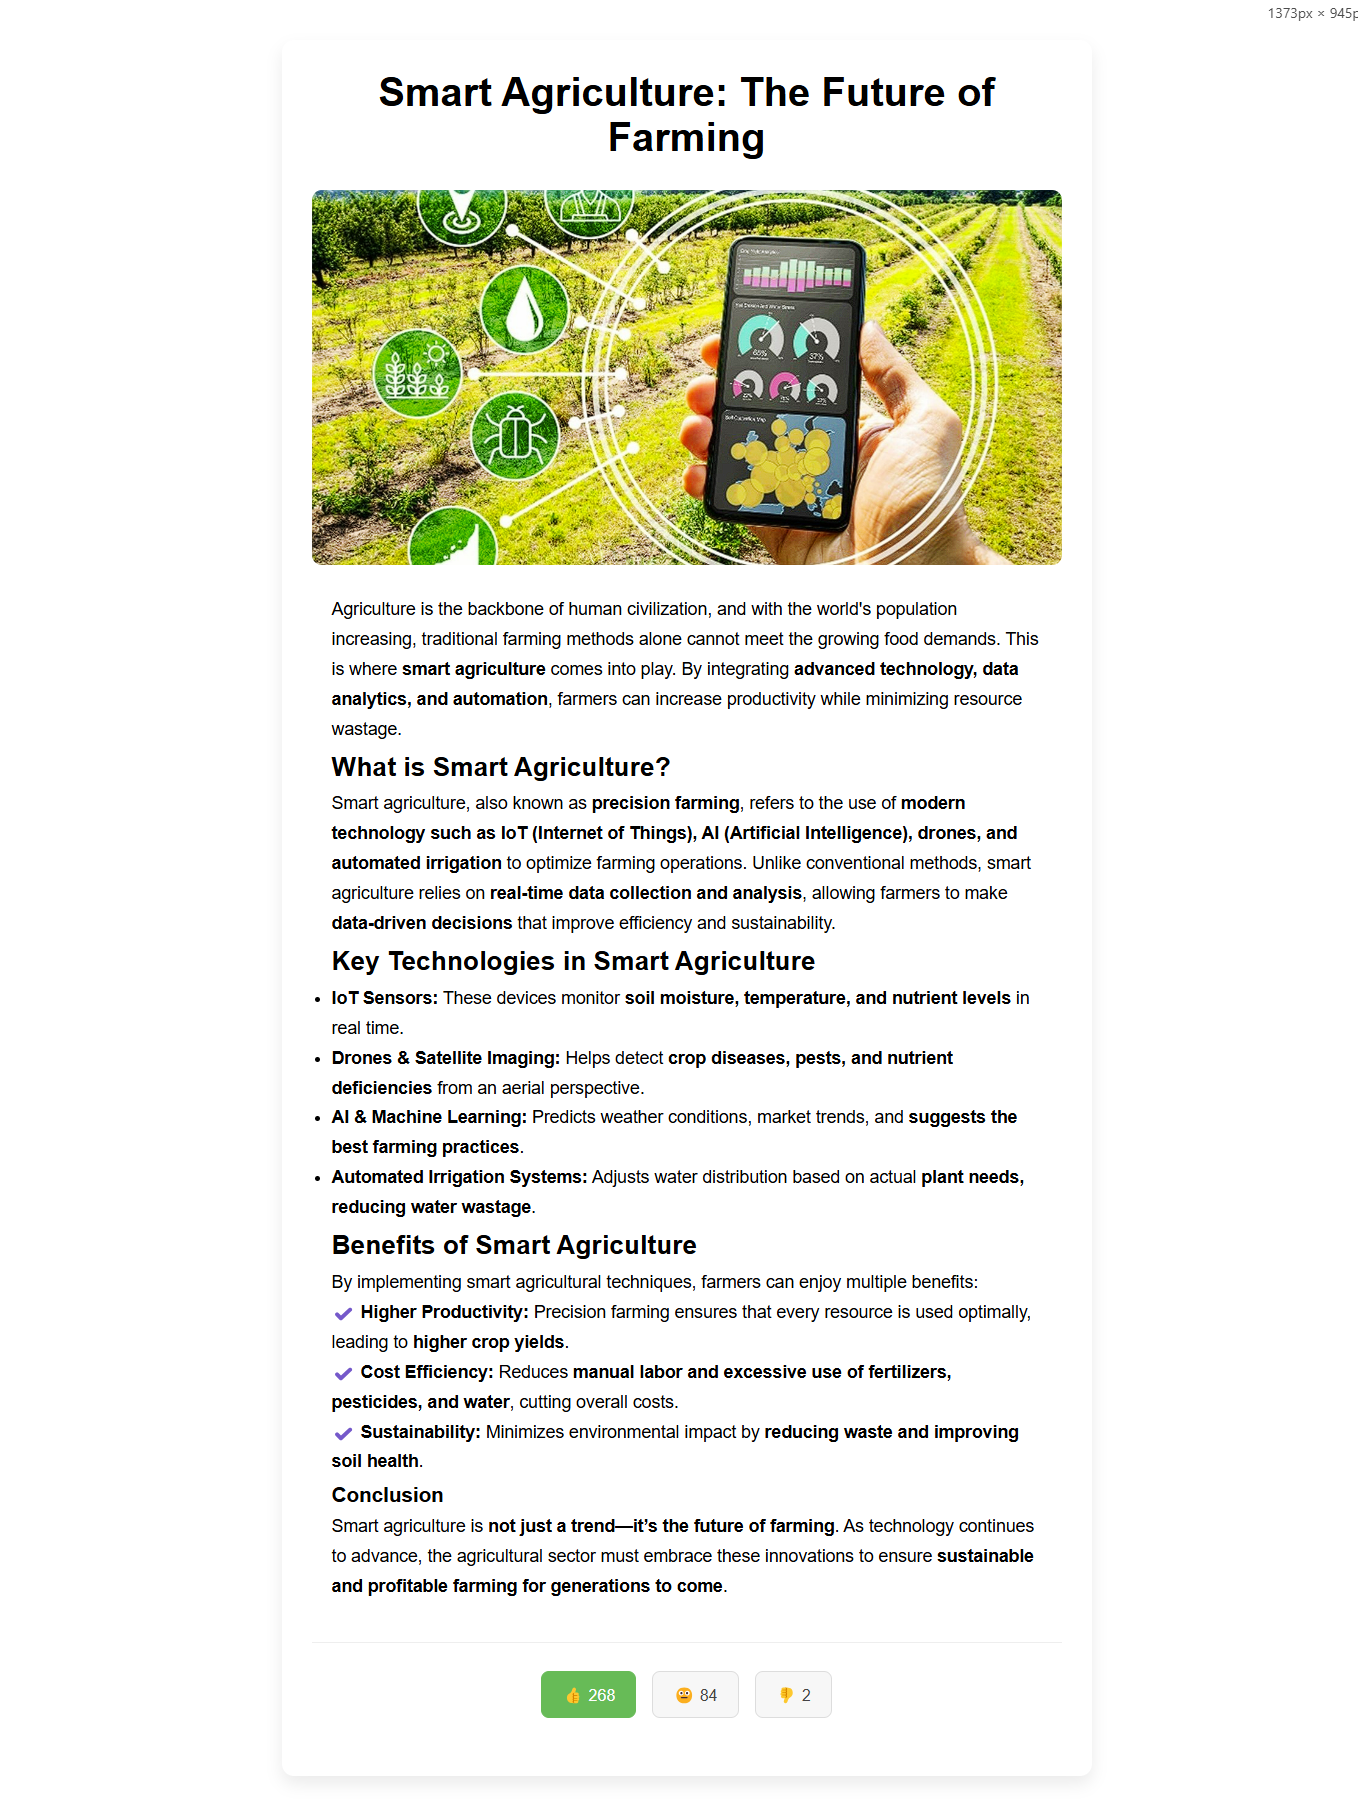 1373px × 945p
Smart Agriculture: The Future of
Farming
65%
37%
Agriculture is the backbone of human civilization, and with the world's population
increasing, traditional farming methods alone cannot meet the growing food demands. This
is where smart agriculture comes into play. By integrating advanced technology, data
analytics, and automation, farmers can increase productivity while minimizing resource
wastage.
What is Smart Agriculture?
Smart agriculture, also known as precision farming, refers to the use of modern
technology such as IoT (Internet of Things), AI (Artificial Intelligence), drones, and
automated irrigation to optimize farming operations. Unlike conventional methods, smart
agriculture relies on real-time data collection and analysis, allowing farmers to make
data-driven decisions that improve efficiency and sustainability.
Key Technologies in Smart Agriculture
• IoT Sensors: These devices monitor soil moisture, temperature, and nutrient levels in
real time.
• Drones & Satellite Imaging: Helps detect crop diseases, pests, and nutrient
deficiencies from an aerial perspective.
• AI & Machine Learning: Predicts weather conditions, market trends, and suggests the
best farming practices.
• Automated Irrigation Systems: Adjusts water distribution based on actual plant needs,
reducing water wastage.
Benefits of Smart Agriculture
By implementing smart agricultural techniques, farmers can enjoy multiple benefits:
✔ Higher Productivity: Precision farming ensures that every resource is used optimally,
leading to higher crop yields.
✔ Cost Efficiency: Reduces manual labor and excessive use of fertilizers,
pesticides, and water, cutting overall costs.
✔ Sustainability: Minimizes environmental impact by reducing waste and improving
soil health.
Conclusion
Smart agriculture is not just a trend—it’s the future of farming. As technology continues
to advance, the agricultural sector must embrace these innovations to ensure sustainable
and profitable farming for generations to come.
👍 268 😐 84 👎 2